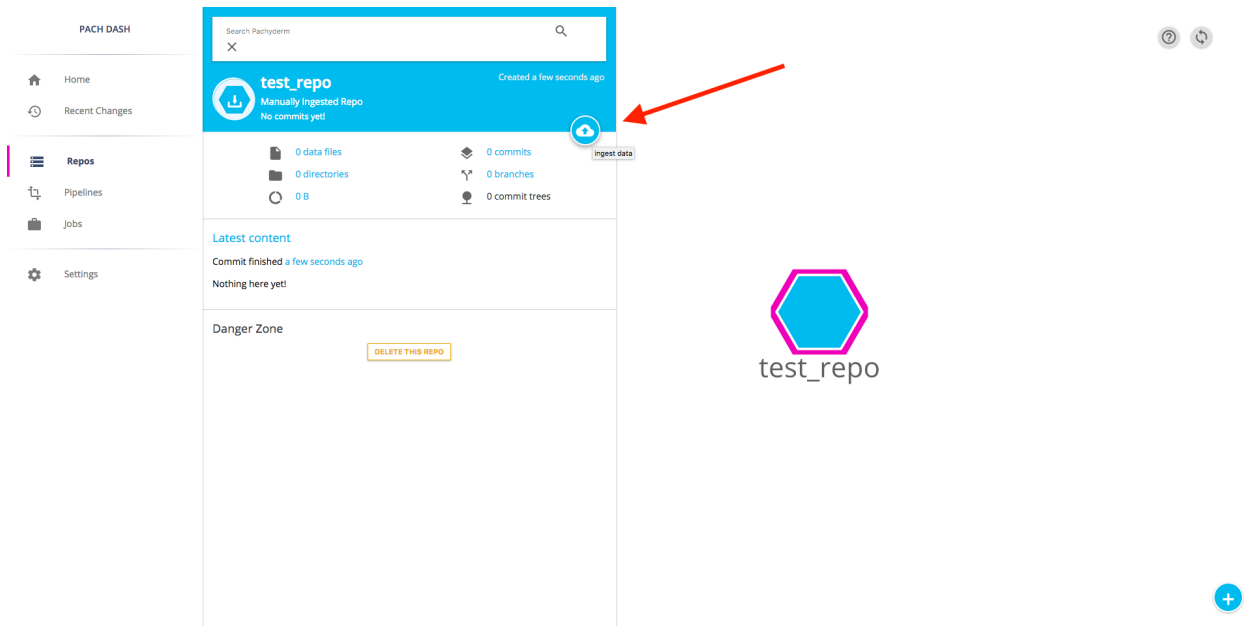 PACH DASH
Home
Recent Changes
Repos
Pipelines
Jobs
Settings
Search Pachyderm
test_repo
Created a few seconds ago
Manually Ingested Repo
No commits yet!
ingest data
0 data files
0 commits
0 directories
0 branches
0 B
0 commit trees
Latest content
Commit finished a few seconds ago
Nothing here yet!
Danger Zone
DELETE THIS REPO
test_repo